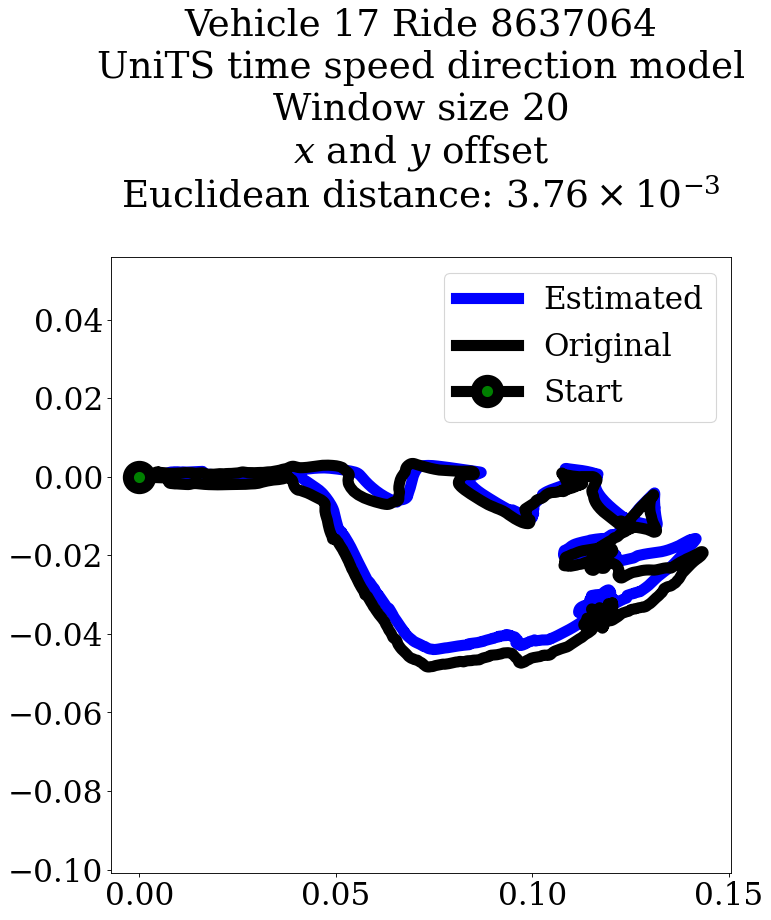 Vehicle 17 Ride 8637064
UniTS time speed direction model
Window size 20
x and y offset
Euclidean distance: 3.76 × 10⁻³
Estimated
Original
Start
0.04
0.02
0.00
−0.02
−0.04
−0.06
−0.08
−0.10
0.00 0.05 0.10 0.15